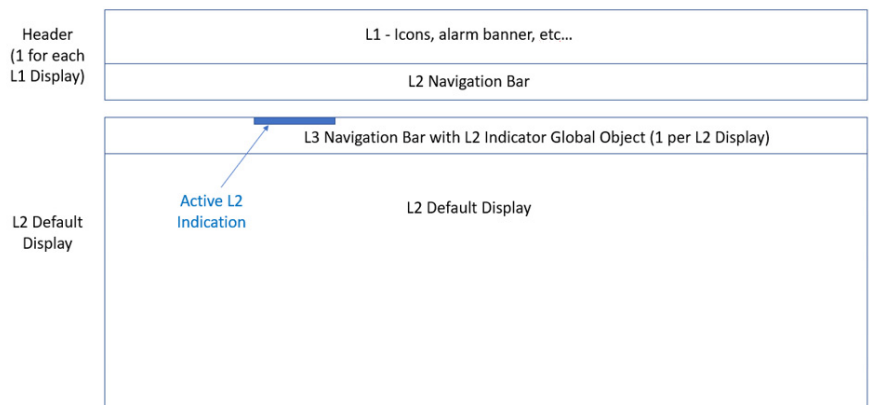 Header
(1 for each
L1 Display)
L1 - Icons, alarm banner, etc...
L2 Navigation Bar
L3 Navigation Bar with L2 Indicator Global Object (1 per L2 Display)
Active L2
Indication
L2 Default
Display
L2 Default Display